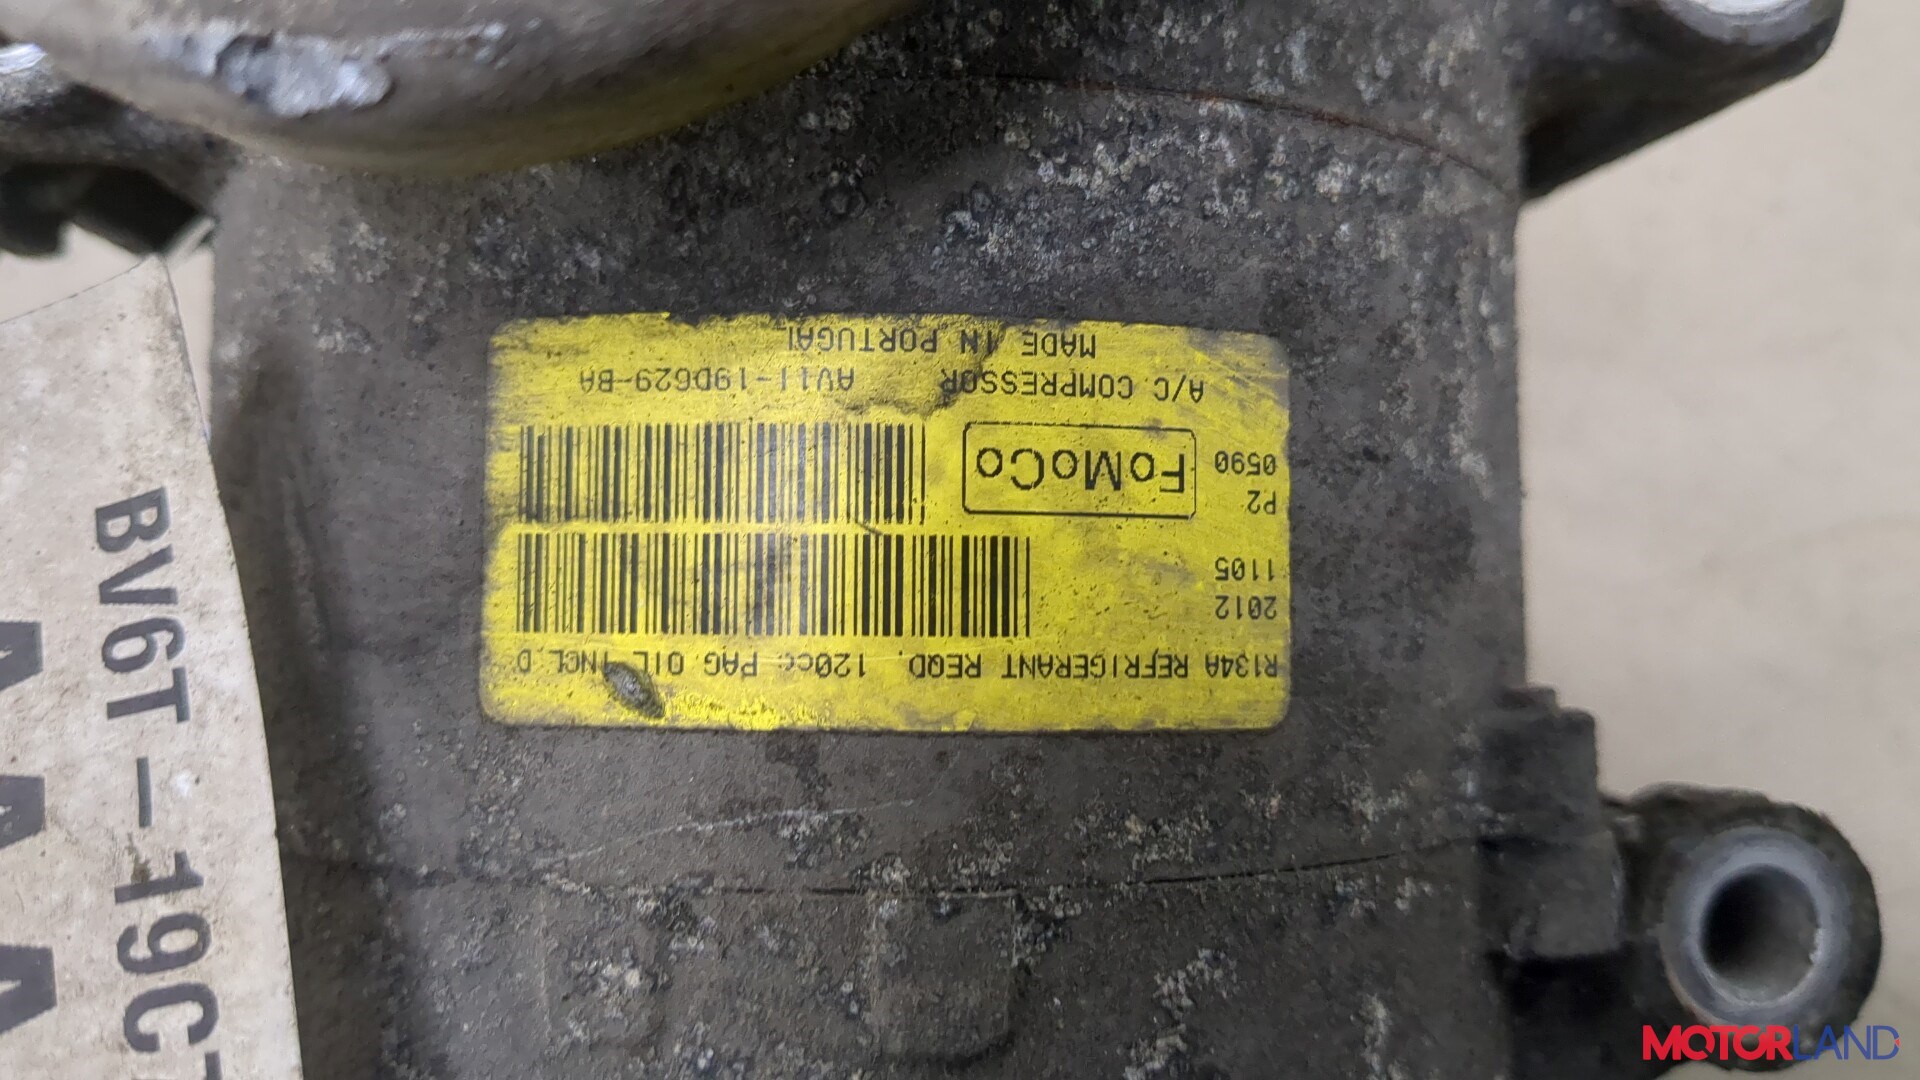 R134A REFRIGERANT REQD. 120cc PAG OIL INCL.D
2012
1105
P2
0590
FoMoCo
A/C COMPRESSOR AV11-19D629-BA
MADE IN PORTUGAL
BV6T-19C
MOTORLAND